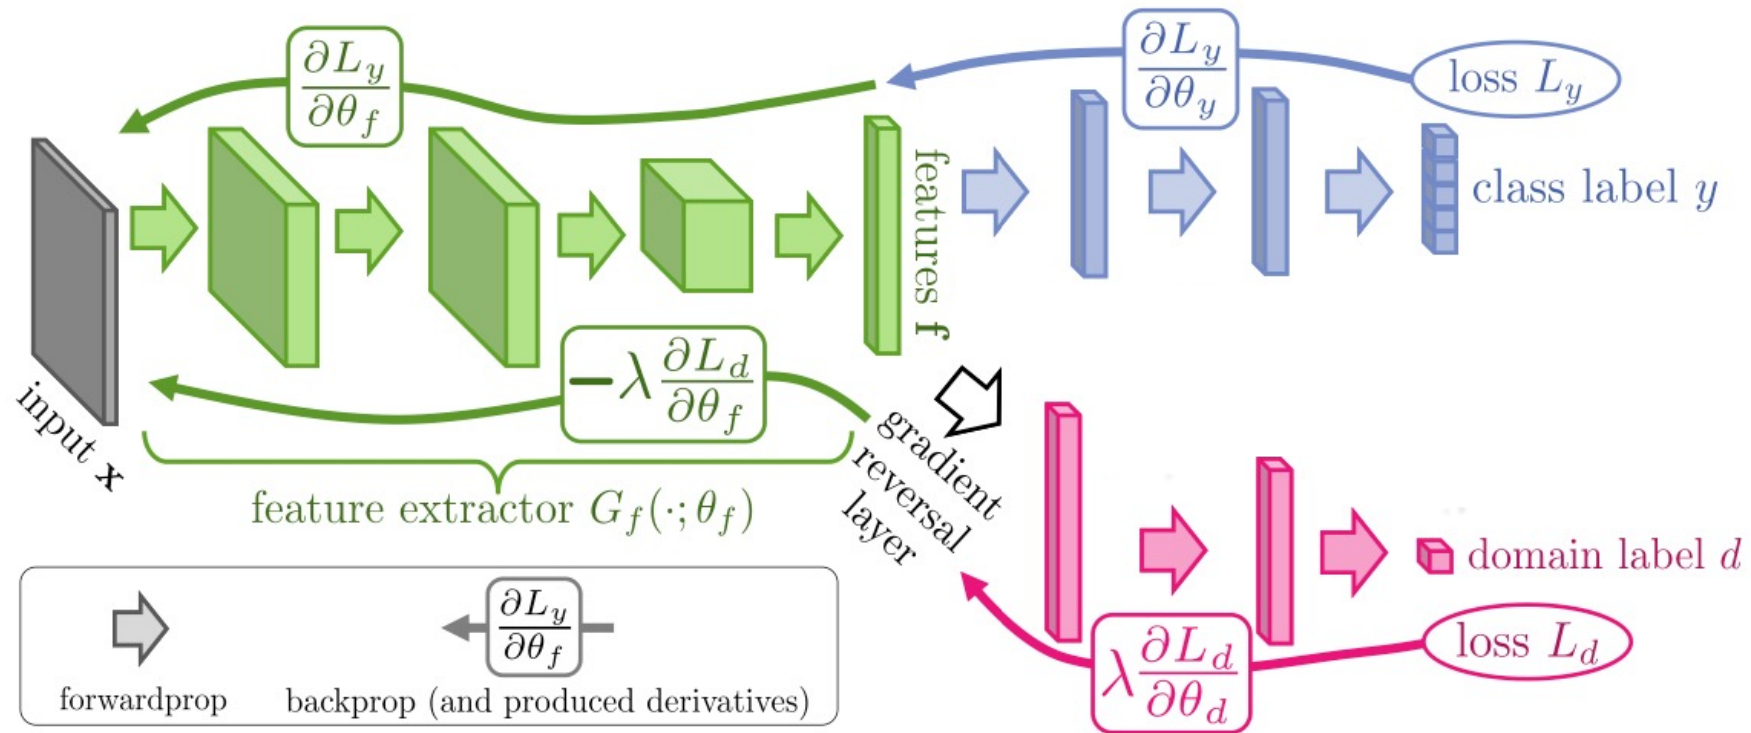 ∂L_y/∂θ_f
∂L_y/∂θ_y
loss L_y
features f
class label y
input x
−λ ∂L_d/∂θ_f
gradient
reversal
layer
feature extractor G_f(·; θ_f)
domain label d
loss L_d
λ ∂L_d/∂θ_d
∂L_y/∂θ_f
forwardprop
backprop (and produced derivatives)